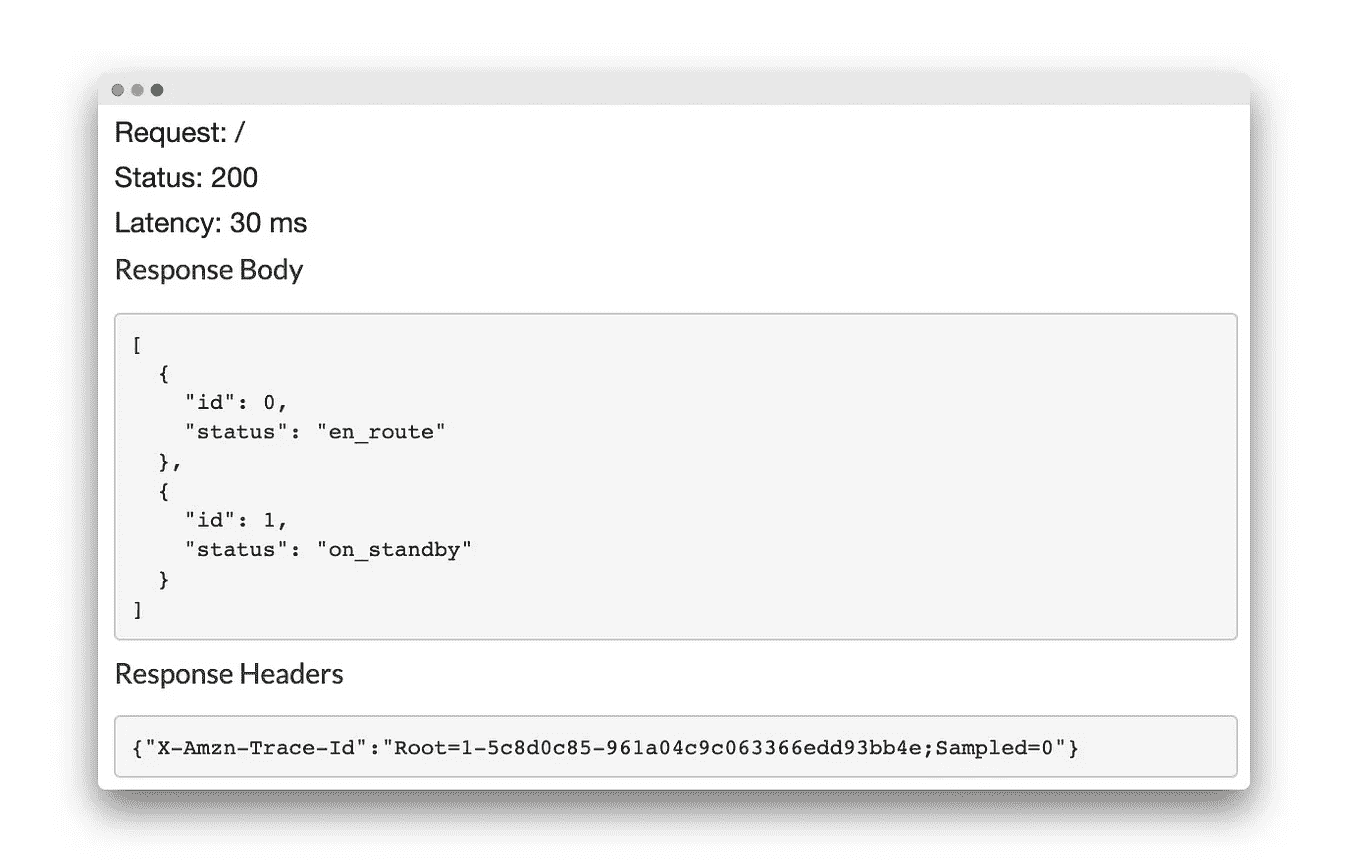 Request: /
Status: 200
Latency: 30 ms
Response Body
[
{
"id": 0,
"status": "en_route"
},
{
"id": 1,
"status": "on_standby"
}
]
Response Headers
{"X-Amzn-Trace-Id":"Root=1-5c8d0c85-961a04c9c063366edd93bb4e;Sampled=0"}